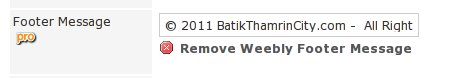 Footer Message
pro
© 2011 BatikThamrinCity.com -  All Right
Remove Weebly Footer Message